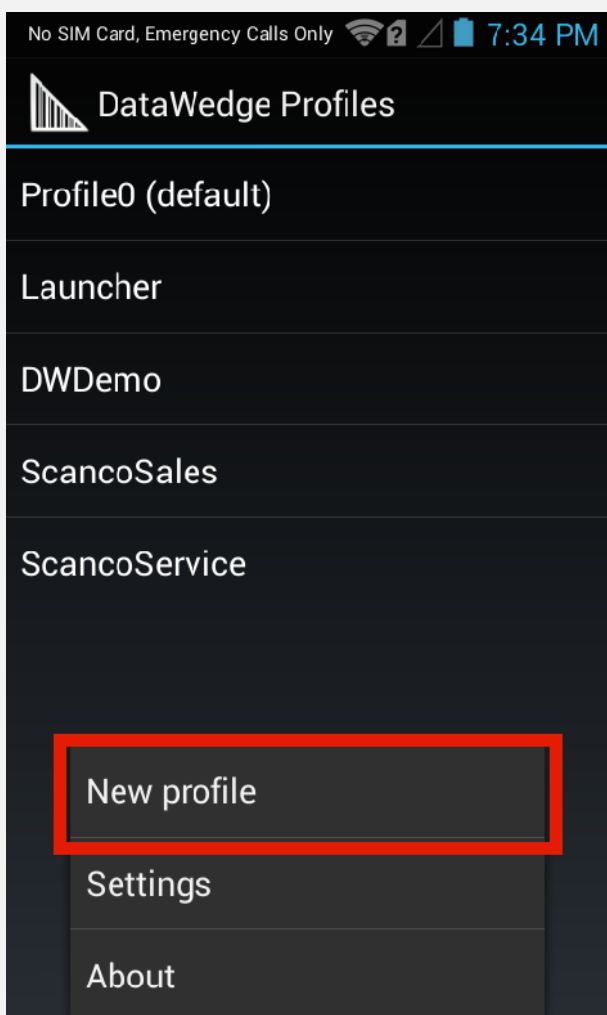 No SIM Card, Emergency Calls Only ? 7:34 PM
DataWedge Profiles
Profile0 (default)
Launcher
DWDemo
ScancoSales
ScancoService
New profile
Settings
About